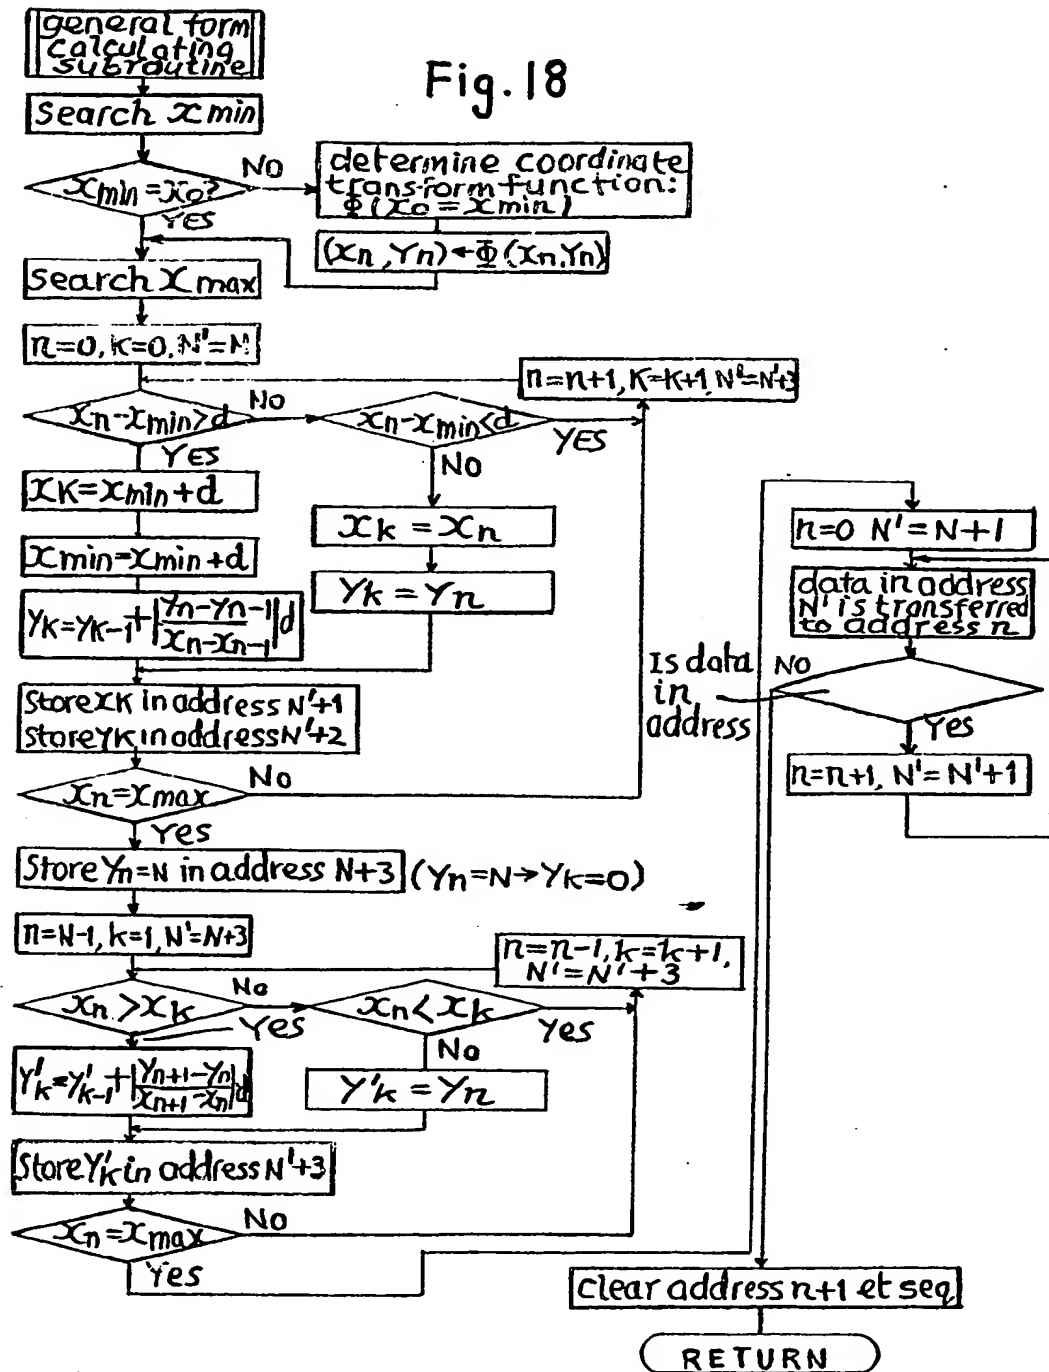 Fig.18
general form
calculating
subroutine
Search xmin
xmin=x0?
NO
YES
determine coordinate
transform function:
Φ(x0=xmin)
(xn,Yn)←Φ(xn,Yn)
Search xmax
n=0, K=0, N'=N
n=n+1, K=K+1, N'=N'+3
xn-xmin>d
NO
YES
xn-xmin<d
YES
NO
xK=xmin+d
xmin=xmin+d
YK=YK-1+|Yn-Yn-1/xn-xn-1|d
xk=xn
Yk=Yn
Store xK in address N'+1
Store YK in address N'+2
xn=xmax
No
Yes
Store Yn=N in address N+3 (Yn=N→Yk=0)
n=N-1, k=1, N'=N+3
n=n-1, k=k+1,
N'=N'+3
xn>xk
No
Yes
xn<xk
Yes
No
Y'k=Y'k-1+|Yn+1-Yn/xn+1-xn|d
Y'k=Yn
Store Y'k in address N'+3
xn=xmax
No
Yes
n=0 N'=N+1
data in address
N' is transferred
to address n
Is data
in
address
NO
Yes
n=n+1, N'=N'+1
Clear address n+1 et seq
RETURN